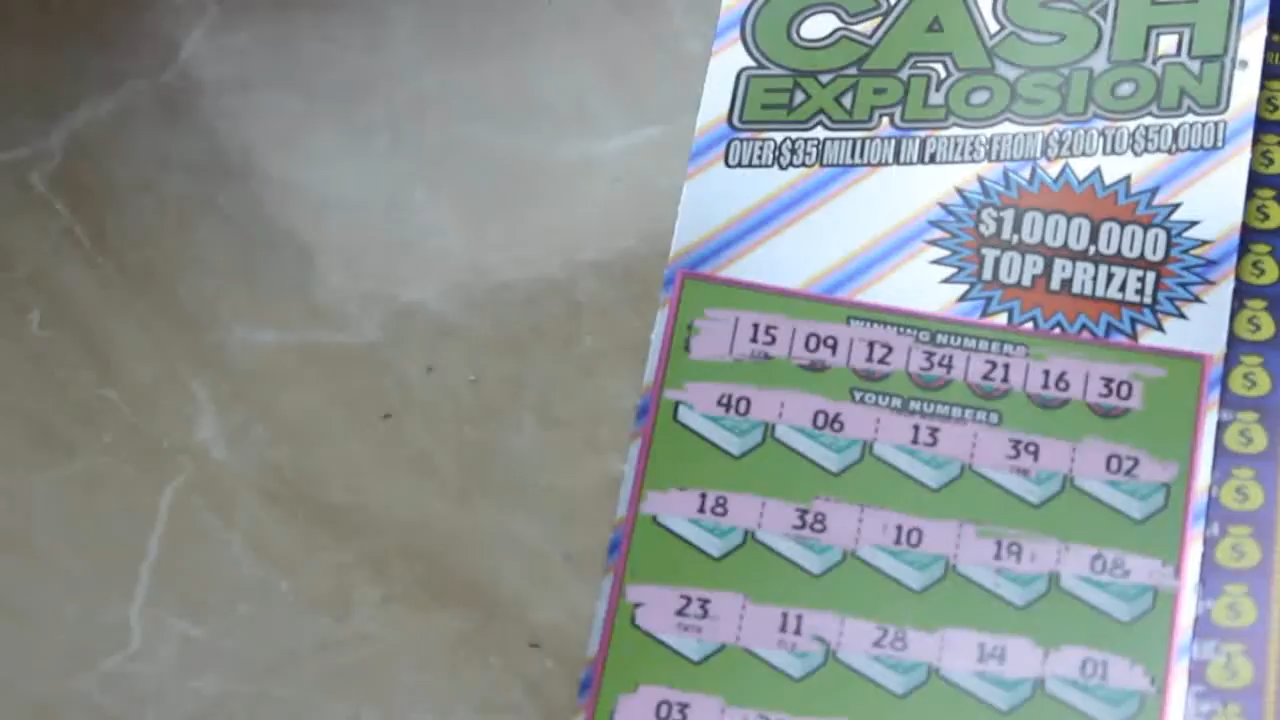 CASH
EXPLOSION
OVER $35 MILLION IN PRIZES FROM $200 TO $50,000!
$1,000,000
TOP PRIZE!
WINNING NUMBERS
15 09 12 34 21 16 30
YOUR NUMBERS
40 06 13 39 02
18 38 10 19 08
23 11 28 14 01
03